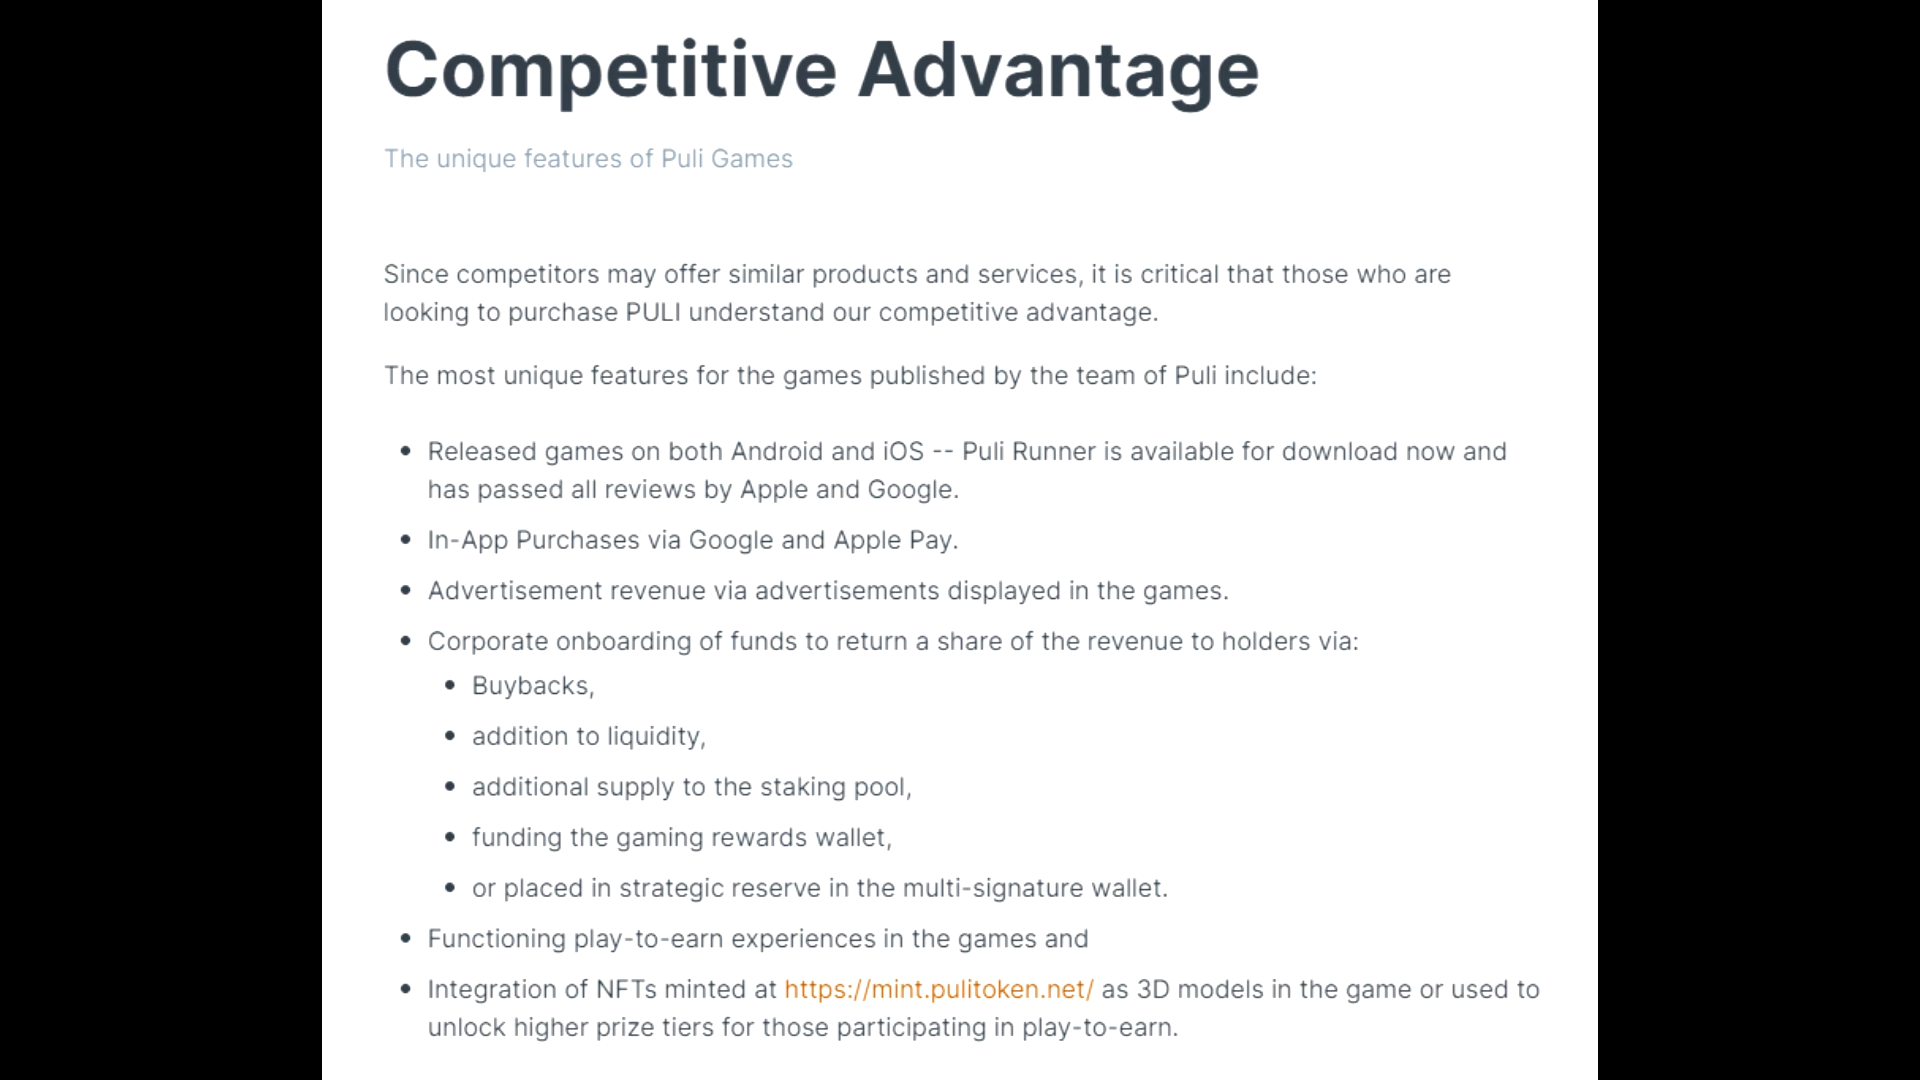 Competitive Advantage
The unique features of Puli Games
Since competitors may offer similar products and services, it is critical that those who are
looking to purchase PULI understand our competitive advantage.
The most unique features for the games published by the team of Puli include:
• Released games on both Android and iOS -- Puli Runner is available for download now and
has passed all reviews by Apple and Google.
• In-App Purchases via Google and Apple Pay.
• Advertisement revenue via advertisements displayed in the games.
• Corporate onboarding of funds to return a share of the revenue to holders via:
• Buybacks,
• addition to liquidity,
• additional supply to the staking pool,
• funding the gaming rewards wallet,
• or placed in strategic reserve in the multi-signature wallet.
• Functioning play-to-earn experiences in the games and
• Integration of NFTs minted at https://mint.pulitoken.net/ as 3D models in the game or used to
unlock higher prize tiers for those participating in play-to-earn.